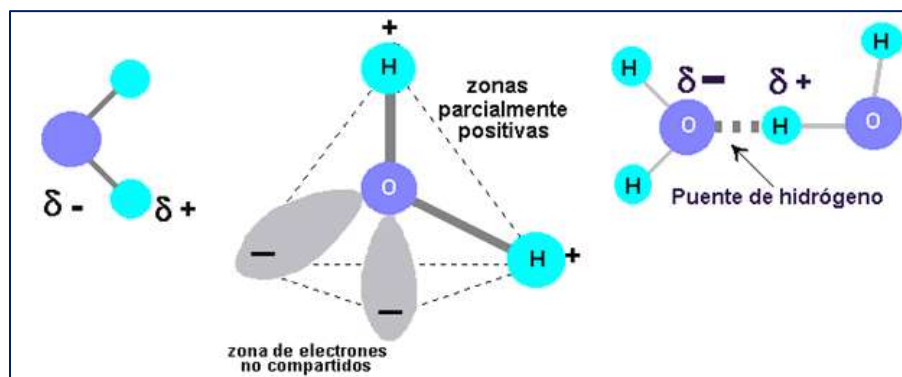 δ -
δ +
+
H
zonas
parcialmente
positivas
O
H
+
−
−
zona de electrones
no compartidos
H
H
δ −
δ +
O
H
O
H
Puente de hidrógeno